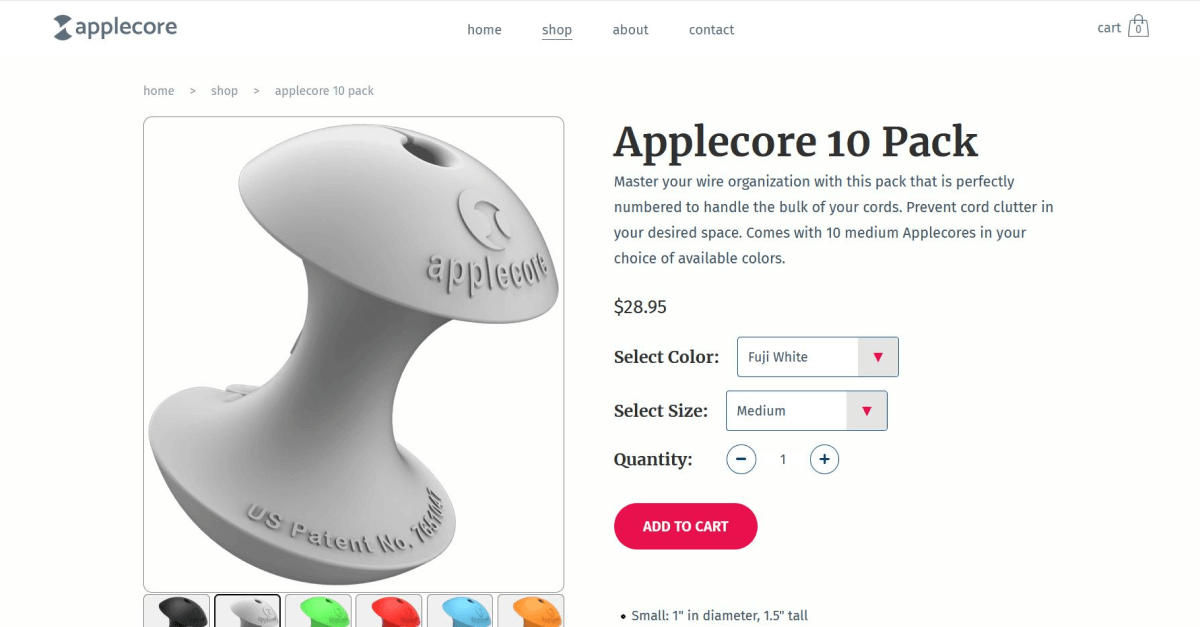 applecore
home
shop
about
contact
cart
0
home > shop > applecore 10 pack
applecore
US Patent No.
Applecore 10 Pack
Master your wire organization with this pack that is perfectly
numbered to handle the bulk of your cords. Prevent cord clutter in
your desired space. Comes with 10 medium Applecores in your
choice of available colors.
$28.95
Select Color:
Fuji White
▼
Select Size:
Medium
▼
Quantity:
− 1 +
ADD TO CART
• Small: 1" in diameter, 1.5" tall